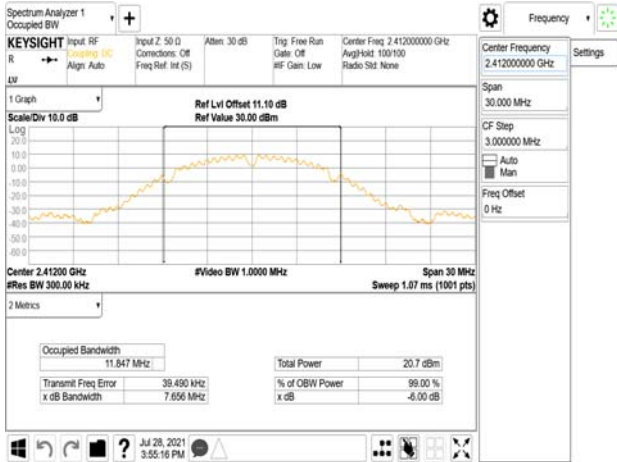 Spectrum Analyzer 1
Occupied BW
+
Frequency
KEYSIGHT
R
LW
Input: RF
Coupling: DC
Align: Auto
Input Z: 50 Ω
Corrections: Off
Freq Ref: Int (S)
Atten: 30 dB
Trig: Free Run
Gate: Off
#IF Gain: Low
Center Freq: 2.412000000 GHz
Avg|Hold: 100/100
Radio Std: None
Center Frequency
2.412000000 GHz
Settings
Span
30.000 MHz
CF Step
3.000000 MHz
Auto
Man
Freq Offset
0 Hz
1 Graph
Scale/Div 10.0 dB
Ref Lvl Offset 11.10 dB
Ref Value 30.00 dBm
Log
20.0
10.0
0.00
-10.0
-20.0
-30.0
-40.0
-50.0
-60.0
Center 2.41200 GHz
#Res BW 300.00 kHz
#Video BW 1.0000 MHz
Span 30 MHz
Sweep 1.07 ms (1001 pts)
2 Metrics
Occupied Bandwidth
11.847 MHz
Transmit Freq Error 39.490 kHz
x dB Bandwidth 7.656 MHz
Total Power 20.7 dBm
% of OBW Power 99.00 %
x dB -6.00 dB
?
Jul 28, 2021
3:55:16 PM